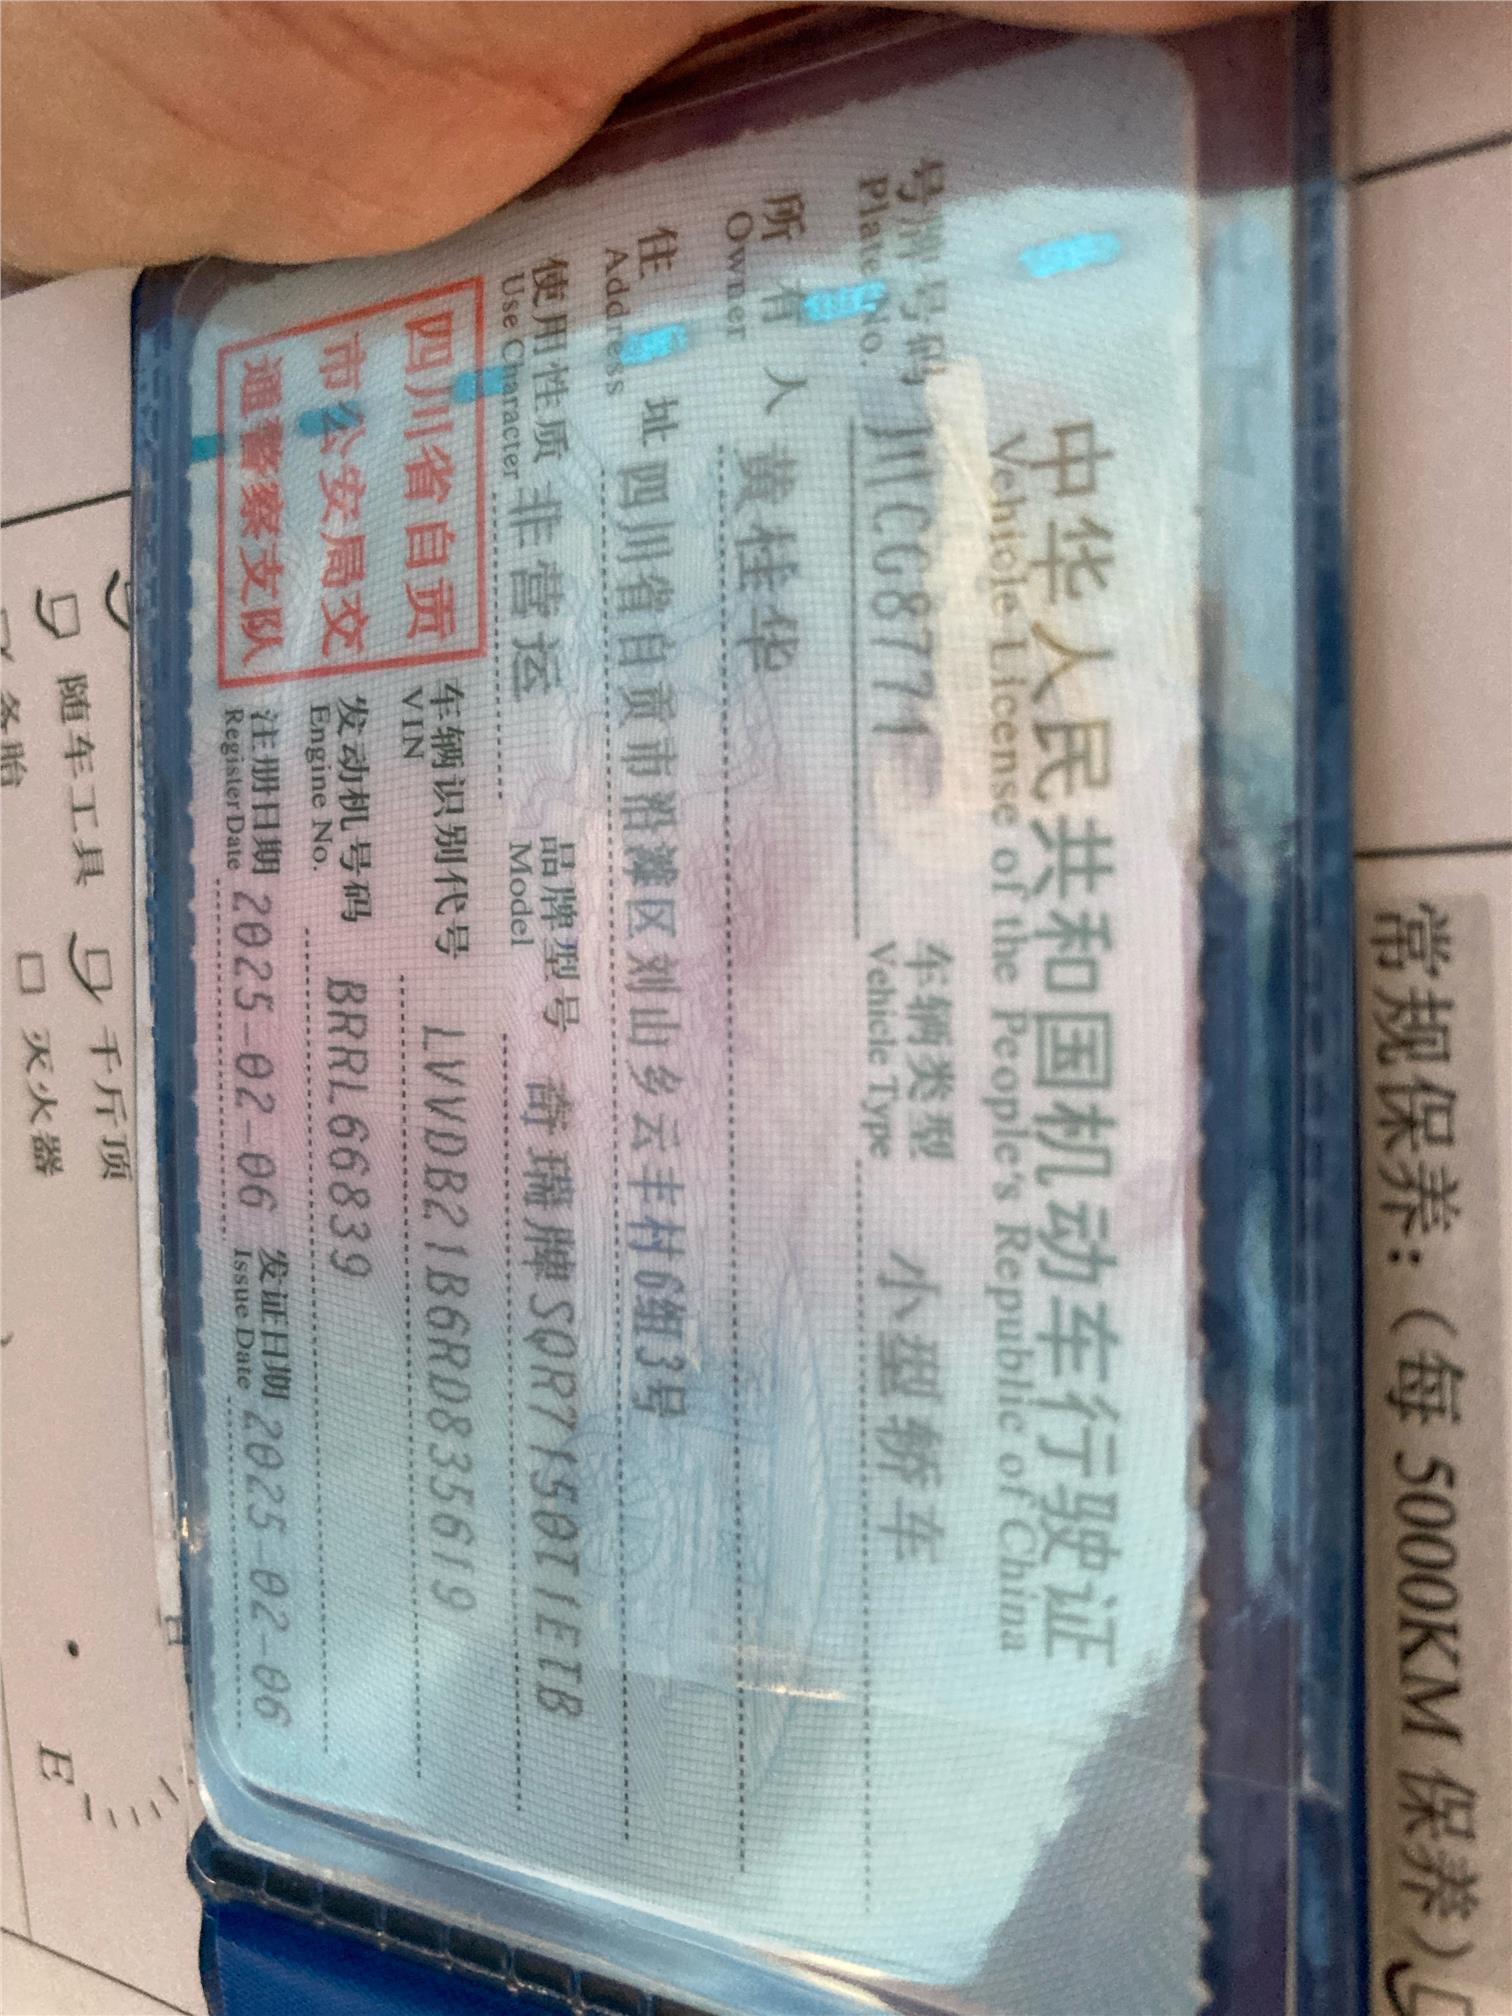 中华人民共和国机动车行驶证
Vehicle License of the People's Republic of China
号牌号码 川CG8771 车辆类型 小型轿车
Plate No. Vehicle Type
所有人 黄桂华
Owner
住址 四川省自贡市沿滩区刘山乡云丰村6组3号
Address
使用性质 非营运 品牌型号 奇瑞牌SQR7150T1ETB
Use Character Model
四川省自贡
市公安局交
通警察支队
车辆识别代号 LVVDB21B6RD835619
VIN
发动机号码 BRRL66839
Engine No.
注册日期 2025-02-06 发证日期 2025-02-06
Register Date Issue Date
常规保养:(每 5000KM 保养)
随车工具 千斤顶
备胎 灭火器
E